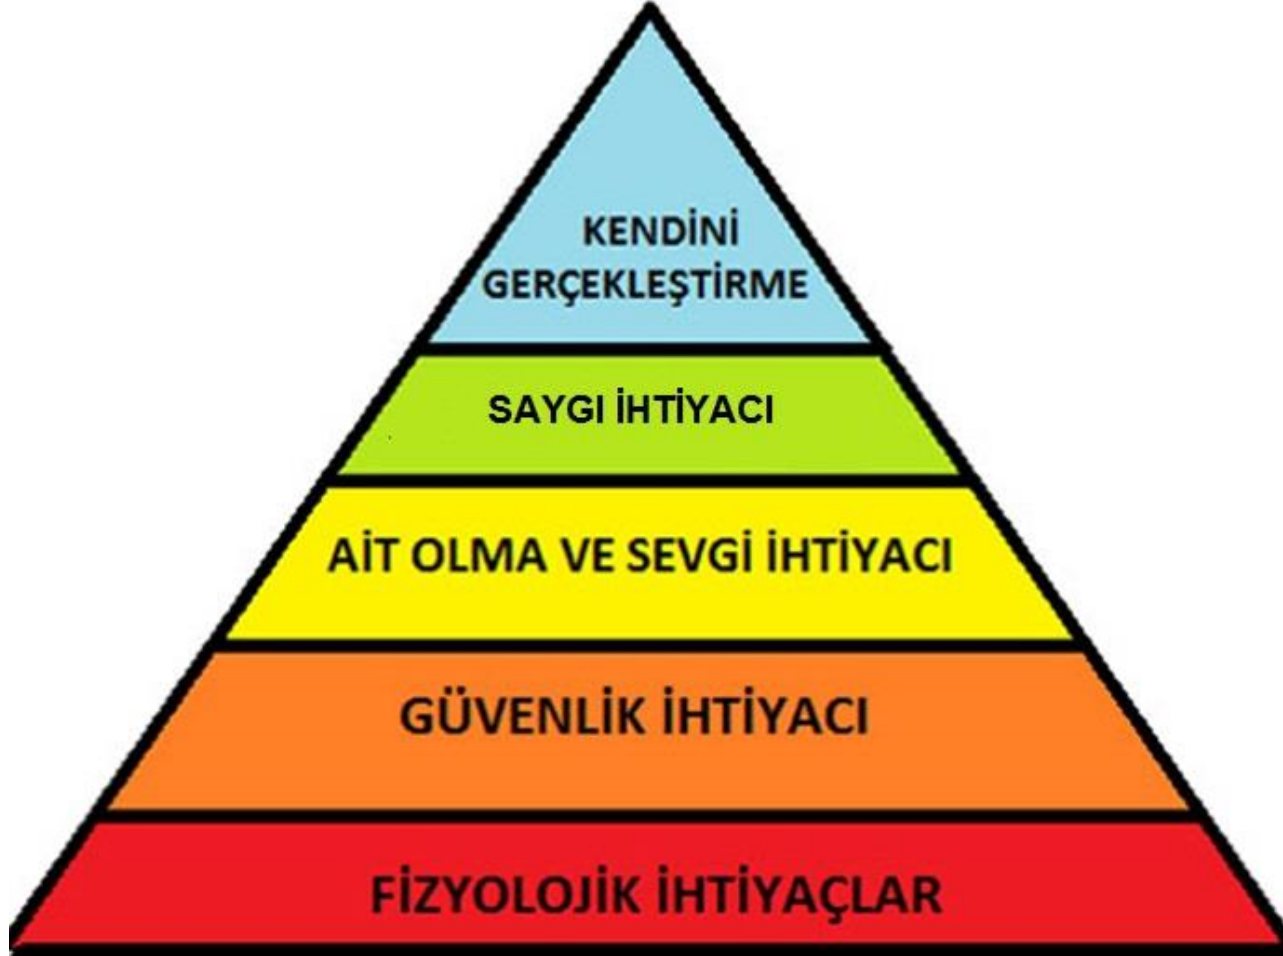 KENDİNİ
GERÇEKLEŞTİRME
SAYGI İHTİYACI
AİT OLMA VE SEVGİ İHTİYACI
GÜVENLİK İHTİYACI
FİZYOLOJİK İHTİYAÇLAR